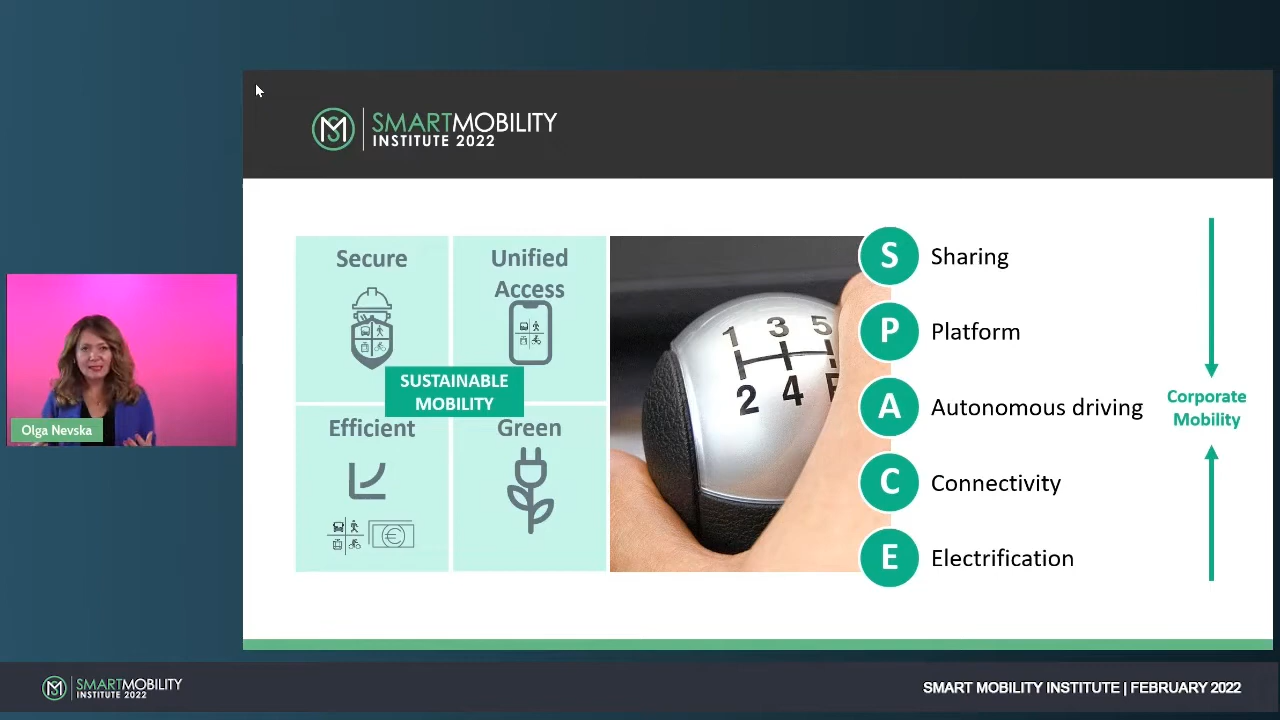 SMARTMOBILITY
INSTITUTE 2022
Secure
Unified
Access
SUSTAINABLE
MOBILITY
Efficient
Green
1 3 5
2 4
S Sharing
P Platform
A Autonomous driving
C Connectivity
E Electrification
Corporate
Mobility
Olga Nevska
SMARTMOBILITY
INSTITUTE 2022
SMART MOBILITY INSTITUTE | FEBRUARY 2022